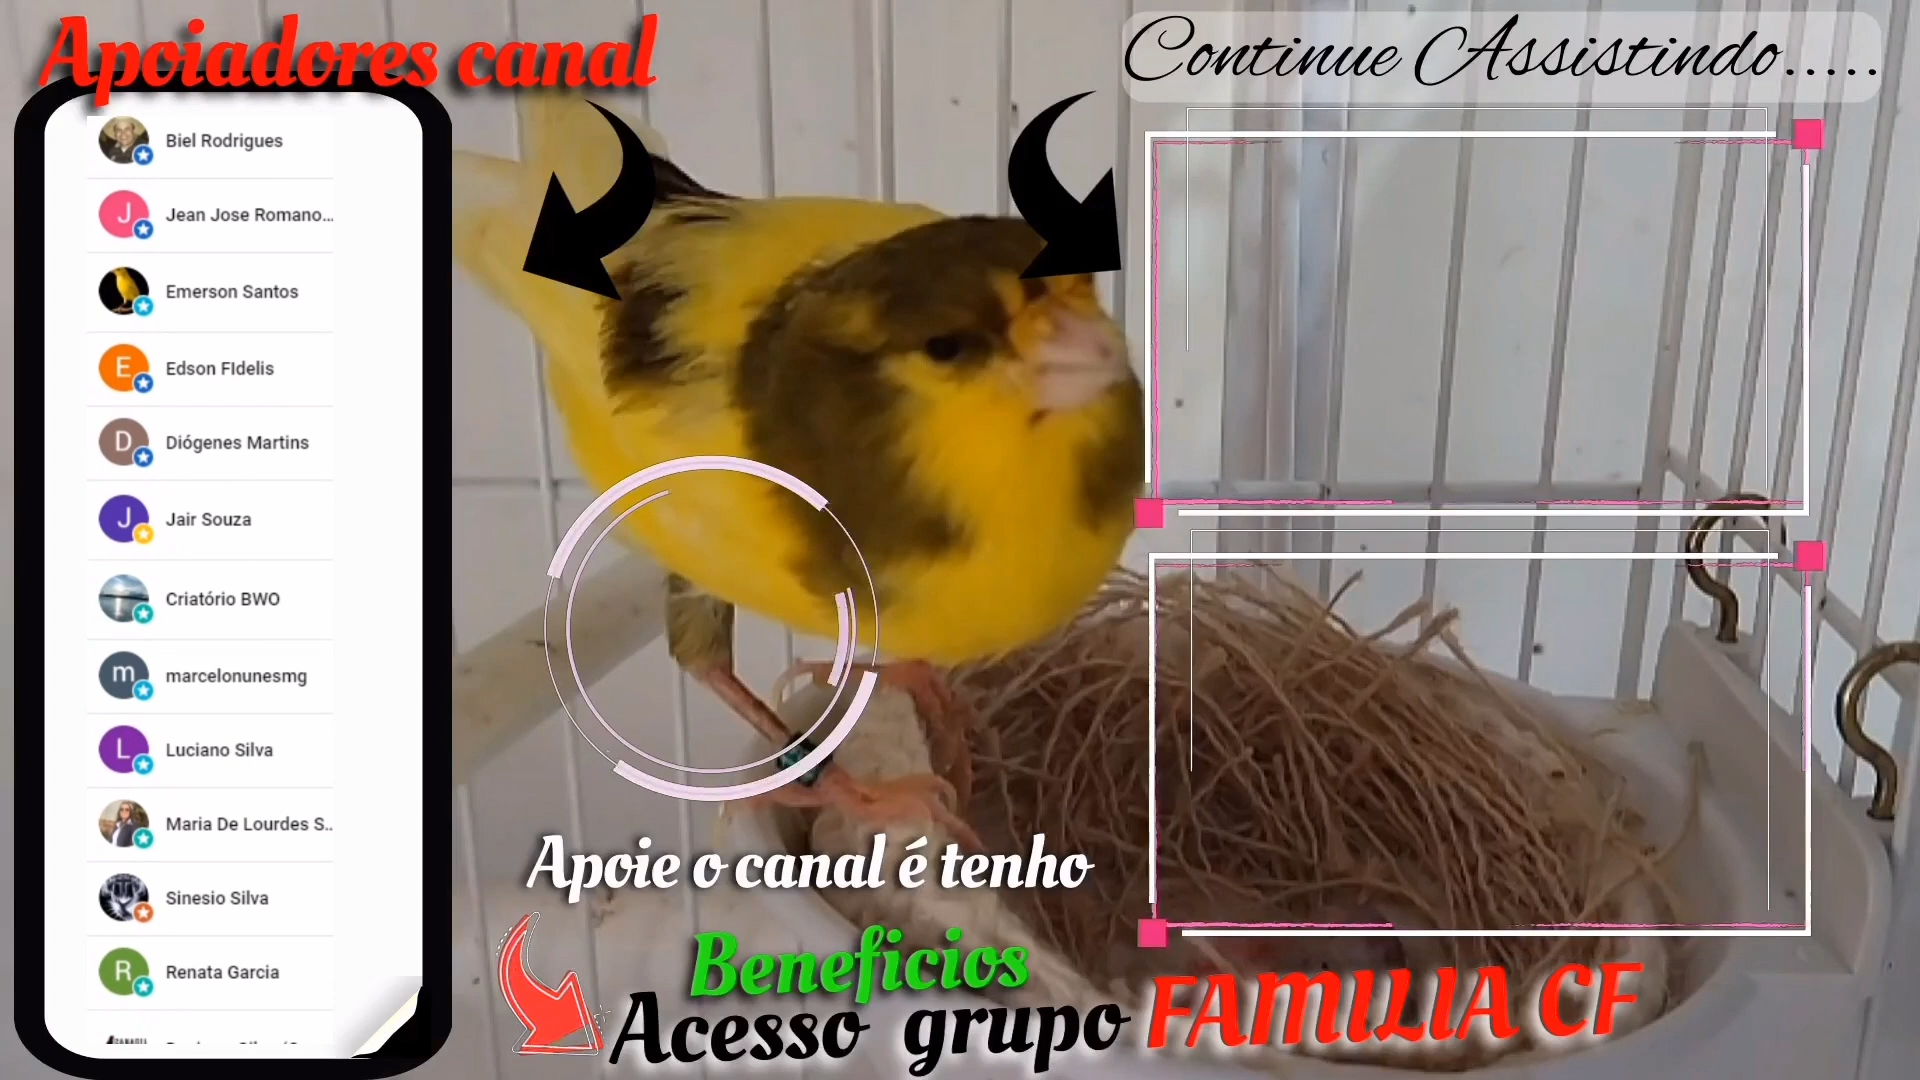 Apoiadores canal
Continue Assistindo.....
Biel Rodrigues
J
Jean Jose Romano...
Emerson Santos
E
Edson FIdelis
D
Diógenes Martins
J
Jair Souza
Criatório BWO
m
marcelonunesmg
L
Luciano Silva
Maria De Lourdes S..
Sinesio Silva
R
Renata Garcia
Apoie o canal é tenho
Beneficios
Acesso grupo FAMILIA CF